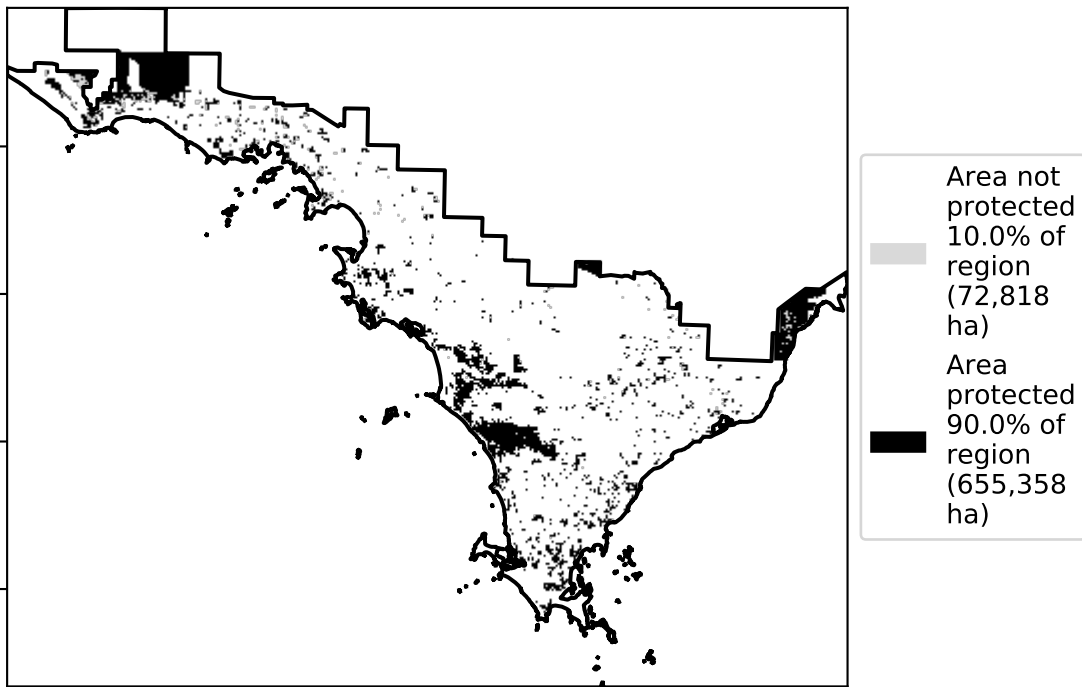 Area not
protected
10.0% of
region
(72,818
ha)
Area
protected
90.0% of
region
(655,358
ha)